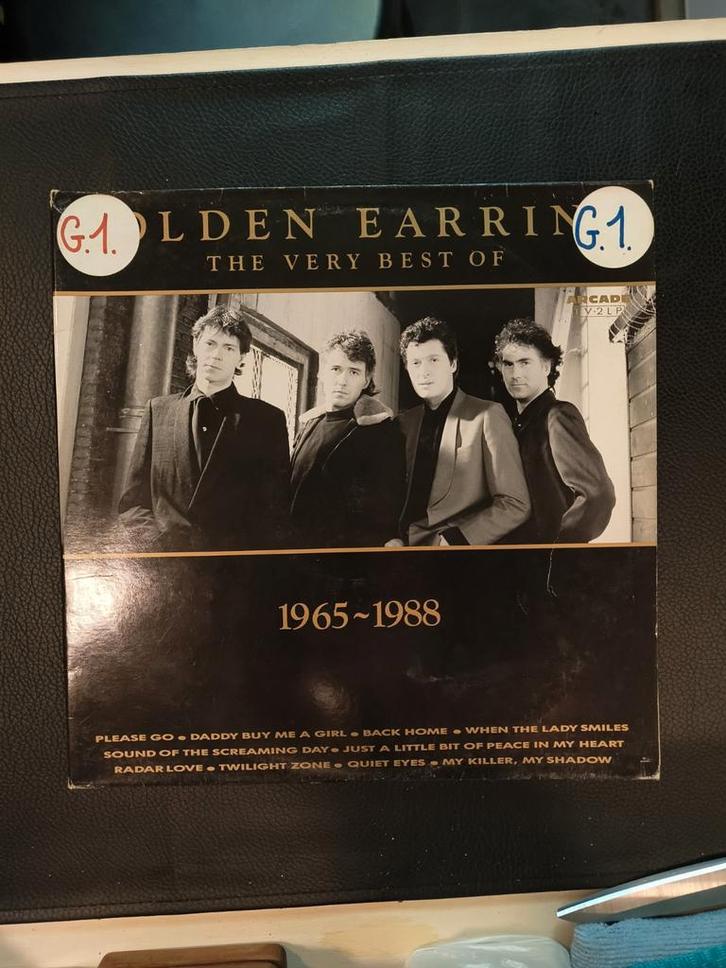 G.1. OLDEN EARRIN G.1.
THE VERY BEST OF
ARCADE
TV·2LP
1965~1988
PLEASE GO • DADDY BUY ME A GIRL • BACK HOME • WHEN THE LADY SMILES
SOUND OF THE SCREAMING DAY • JUST A LITTLE BIT OF PEACE IN MY HEART
RADAR LOVE • TWILIGHT ZONE • QUIET EYES • MY KILLER, MY SHADOW